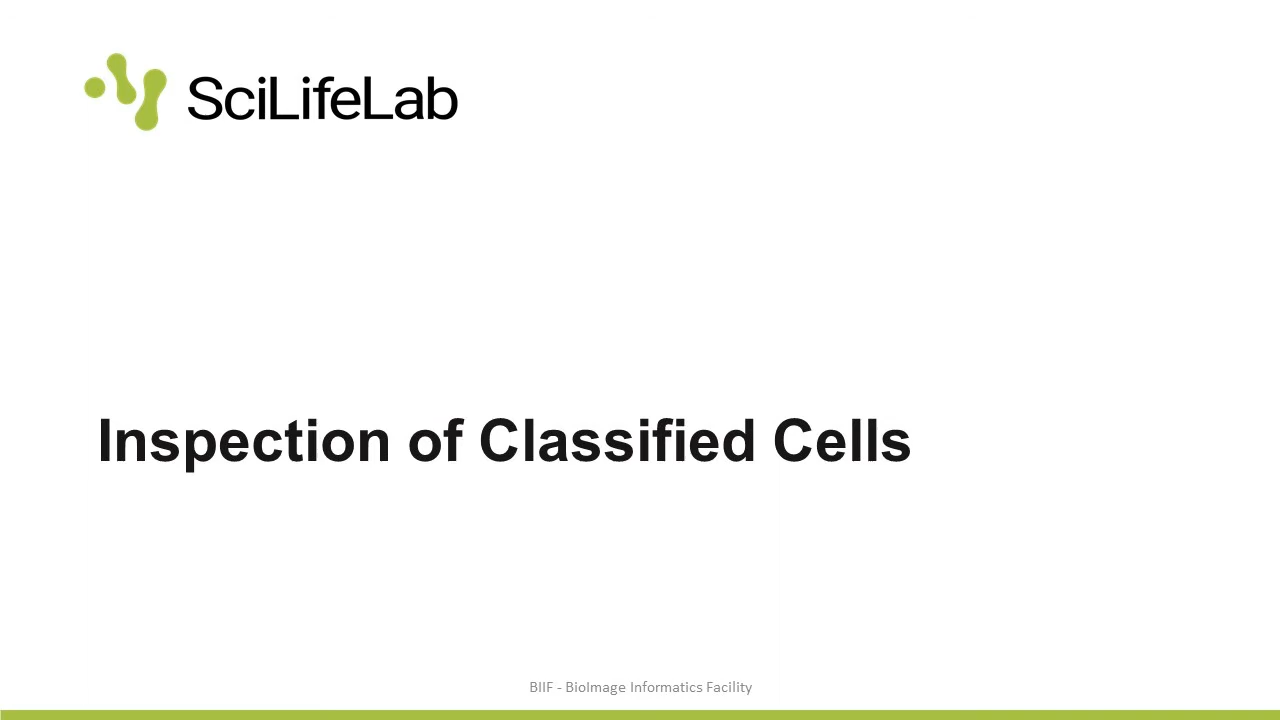 SciLifeLab
Inspection of Classified Cells
BIIF - BioImage Informatics Facility